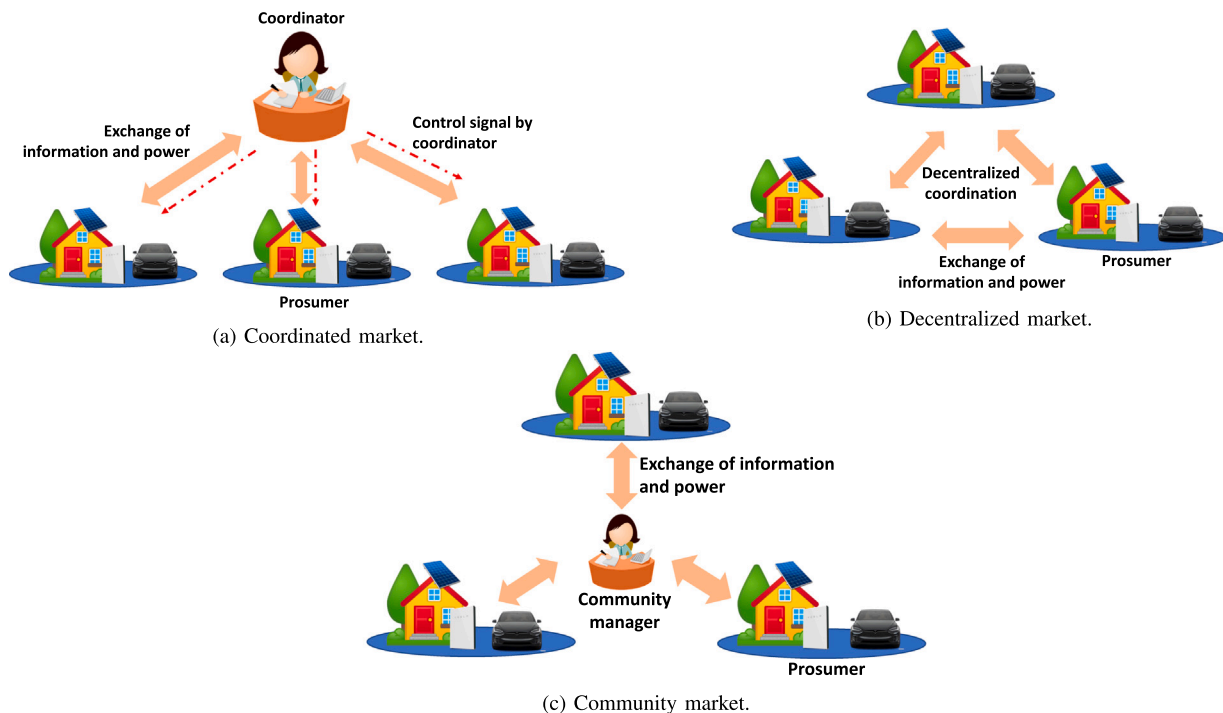 Coordinator
Exchange of
information and power
Control signal by
coordinator
Prosumer
(a) Coordinated market.
Decentralized
coordination
Exchange of
information and power
Prosumer
(b) Decentralized market.
Exchange of information
and power
Community
manager
Prosumer
(c) Community market.